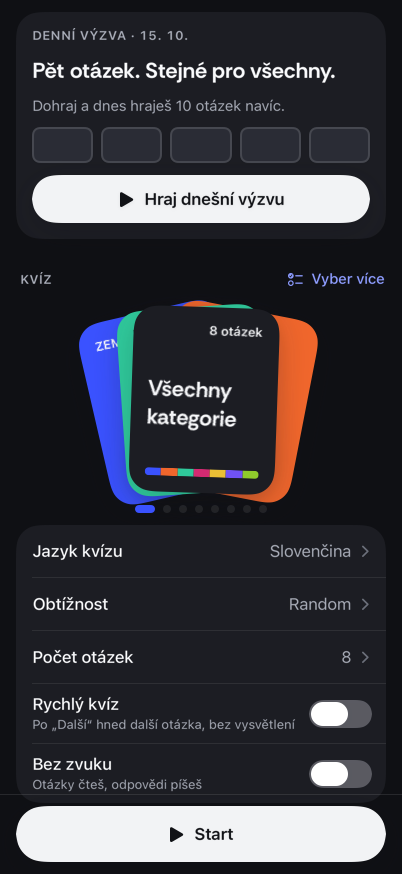 DENNÍ VÝZVA · 15. 10.
Pět otázek. Stejné pro všechny.
Dohraj a dnes hraješ 10 otázek navíc.
Hraj dnešní výzvu
KVÍZ
Vyber více
8 otázek
Všechny
kategorie
Jazyk kvízu
Slovenčina
Obtížnost
Random
Počet otázek
8
Rychlý kvíz
Po „Další“ hned další otázka, bez vysvětlení
Bez zvuku
Otázky čteš, odpovědi píšeš
Start